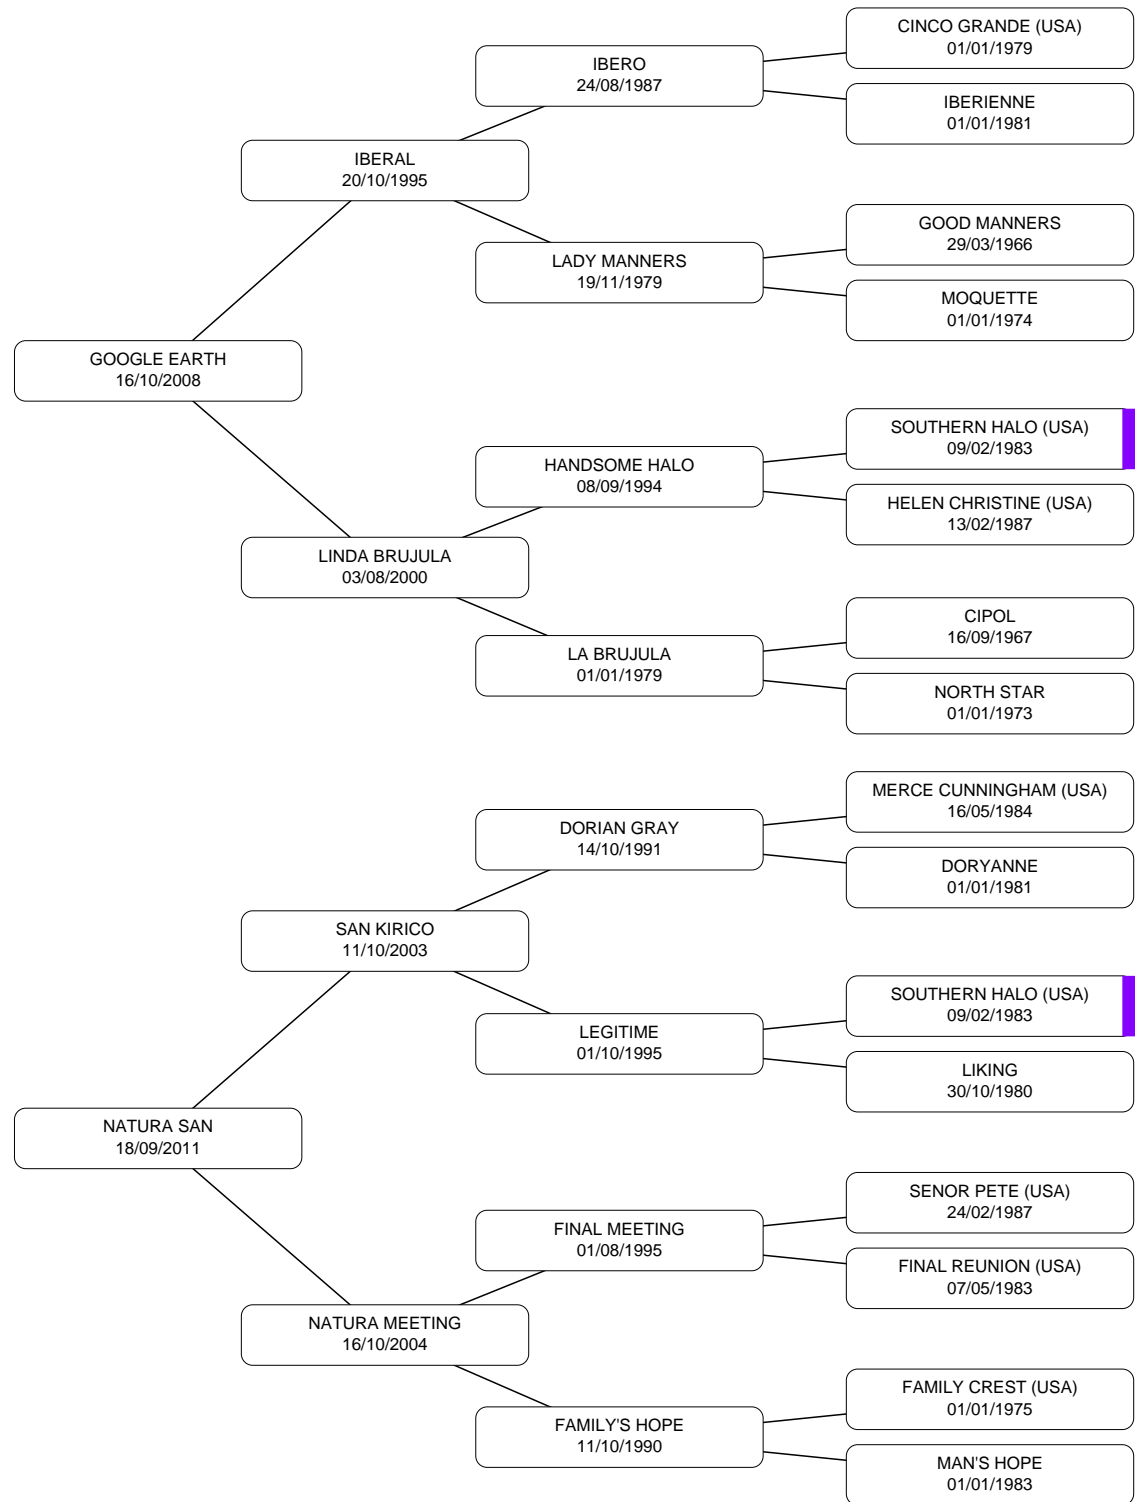 CINCO GRANDE (USA)
01/01/1979
IBERO
24/08/1987
IBERIENNE
01/01/1981
IBERAL
20/10/1995
GOOD MANNERS
29/03/1966
LADY MANNERS
19/11/1979
MOQUETTE
01/01/1974
GOOGLE EARTH
16/10/2008
SOUTHERN HALO (USA)
09/02/1983
HANDSOME HALO
08/09/1994
HELEN CHRISTINE (USA)
13/02/1987
LINDA BRUJULA
03/08/2000
CIPOL
16/09/1967
LA BRUJULA
01/01/1979
NORTH STAR
01/01/1973
MERCE CUNNINGHAM (USA)
16/05/1984
DORIAN GRAY
14/10/1991
DORYANNE
01/01/1981
SAN KIRICO
11/10/2003
SOUTHERN HALO (USA)
09/02/1983
LEGITIME
01/10/1995
LIKING
30/10/1980
NATURA SAN
18/09/2011
SENOR PETE (USA)
24/02/1987
FINAL MEETING
01/08/1995
FINAL REUNION (USA)
07/05/1983
NATURA MEETING
16/10/2004
FAMILY CREST (USA)
01/01/1975
FAMILY'S HOPE
11/10/1990
MAN'S HOPE
01/01/1983